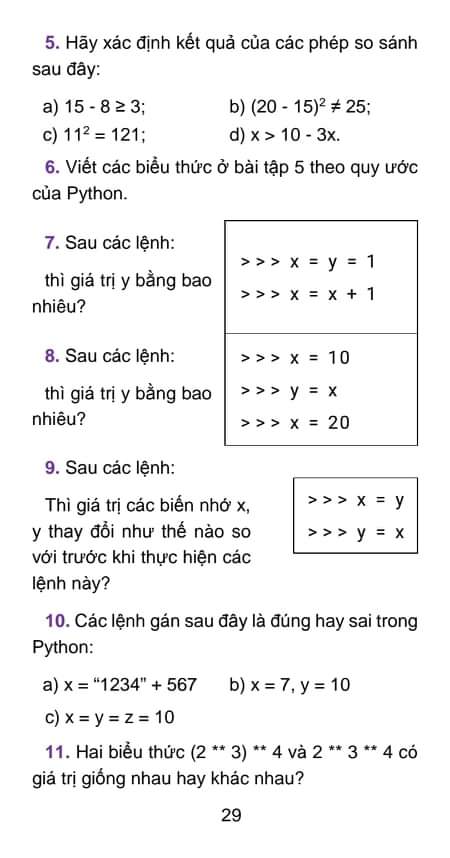 5. Hãy xác định kết quả của các phép so sánh
sau đây:
a) 15 - 8 ≥ 3; b) (20 - 15)² ≠ 25;
c) 11² = 121; d) x > 10 - 3x.
6. Viết các biểu thức ở bài tập 5 theo quy ước
của Python.
7. Sau các lệnh:
thì giá trị y bằng bao
nhiêu?
>>> x = y = 1
>>> x = x + 1
8. Sau các lệnh:
thì giá trị y bằng bao
nhiêu?
>>> x = 10
>>> y = x
>>> x = 20
9. Sau các lệnh:
Thì giá trị các biến nhớ x,
y thay đổi như thế nào so
với trước khi thực hiện các
lệnh này?
>>> x = y
>>> y = x
10. Các lệnh gán sau đây là đúng hay sai trong
Python:
a) x = “1234” + 567 b) x = 7, y = 10
c) x = y = z = 10
11. Hai biểu thức (2 ** 3) ** 4 và 2 ** 3 ** 4 có
giá trị giống nhau hay khác nhau?
29